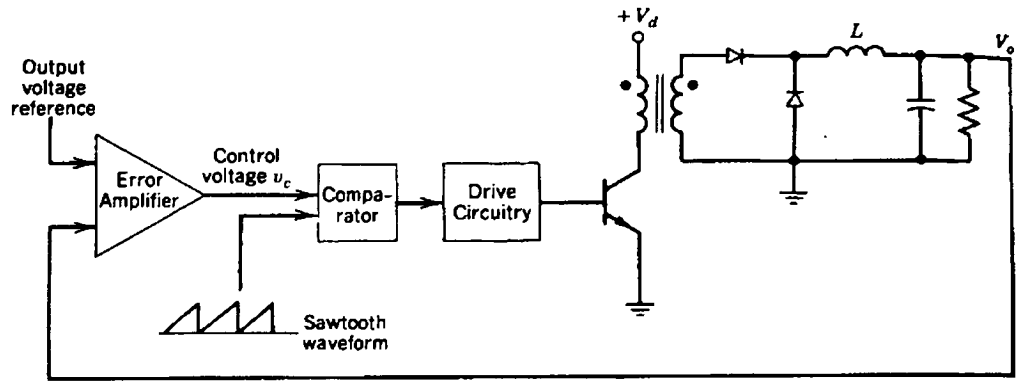 + V_d
L
V_o
Output
voltage
reference
Error
Amplifier
Control
voltage v_c
Compa-
rator
Drive
Circuitry
Sawtooth
waveform